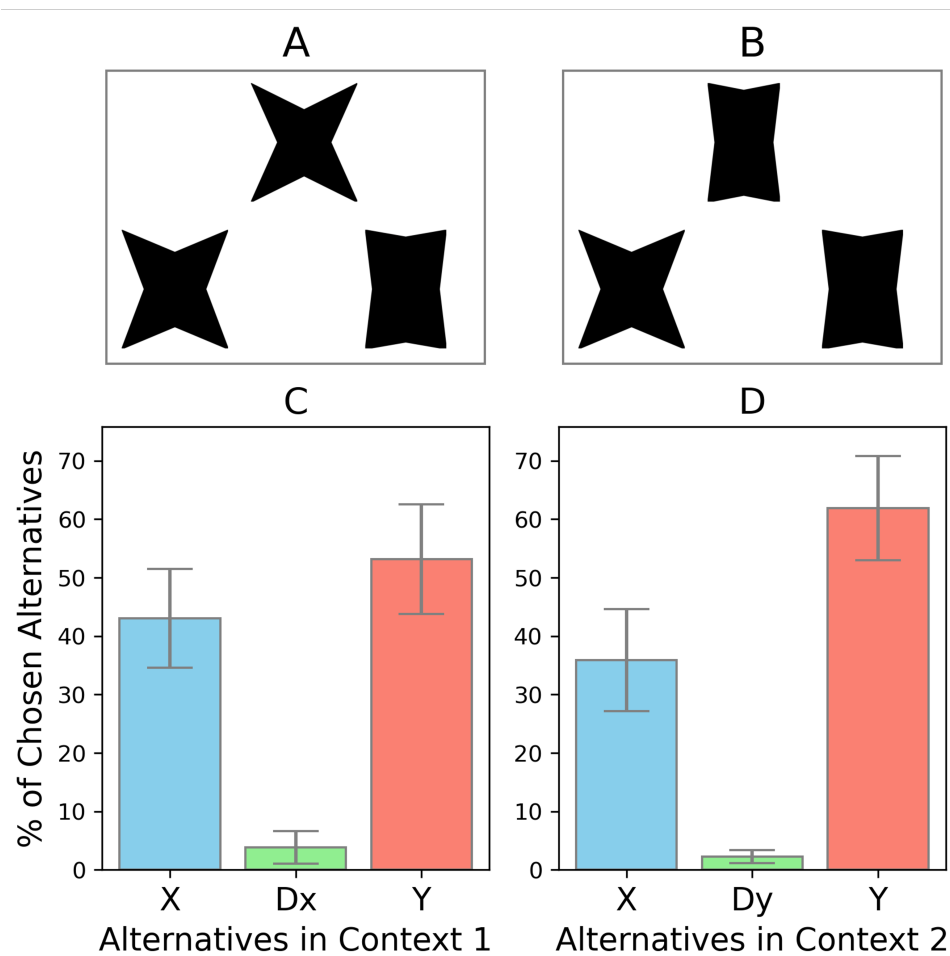 A
B
C
D
% of Chosen Alternatives
70
60
50
40
30
20
10
0
X Dx Y
Alternatives in Context 1
70
60
50
40
30
20
10
0
X Dy Y
Alternatives in Context 2